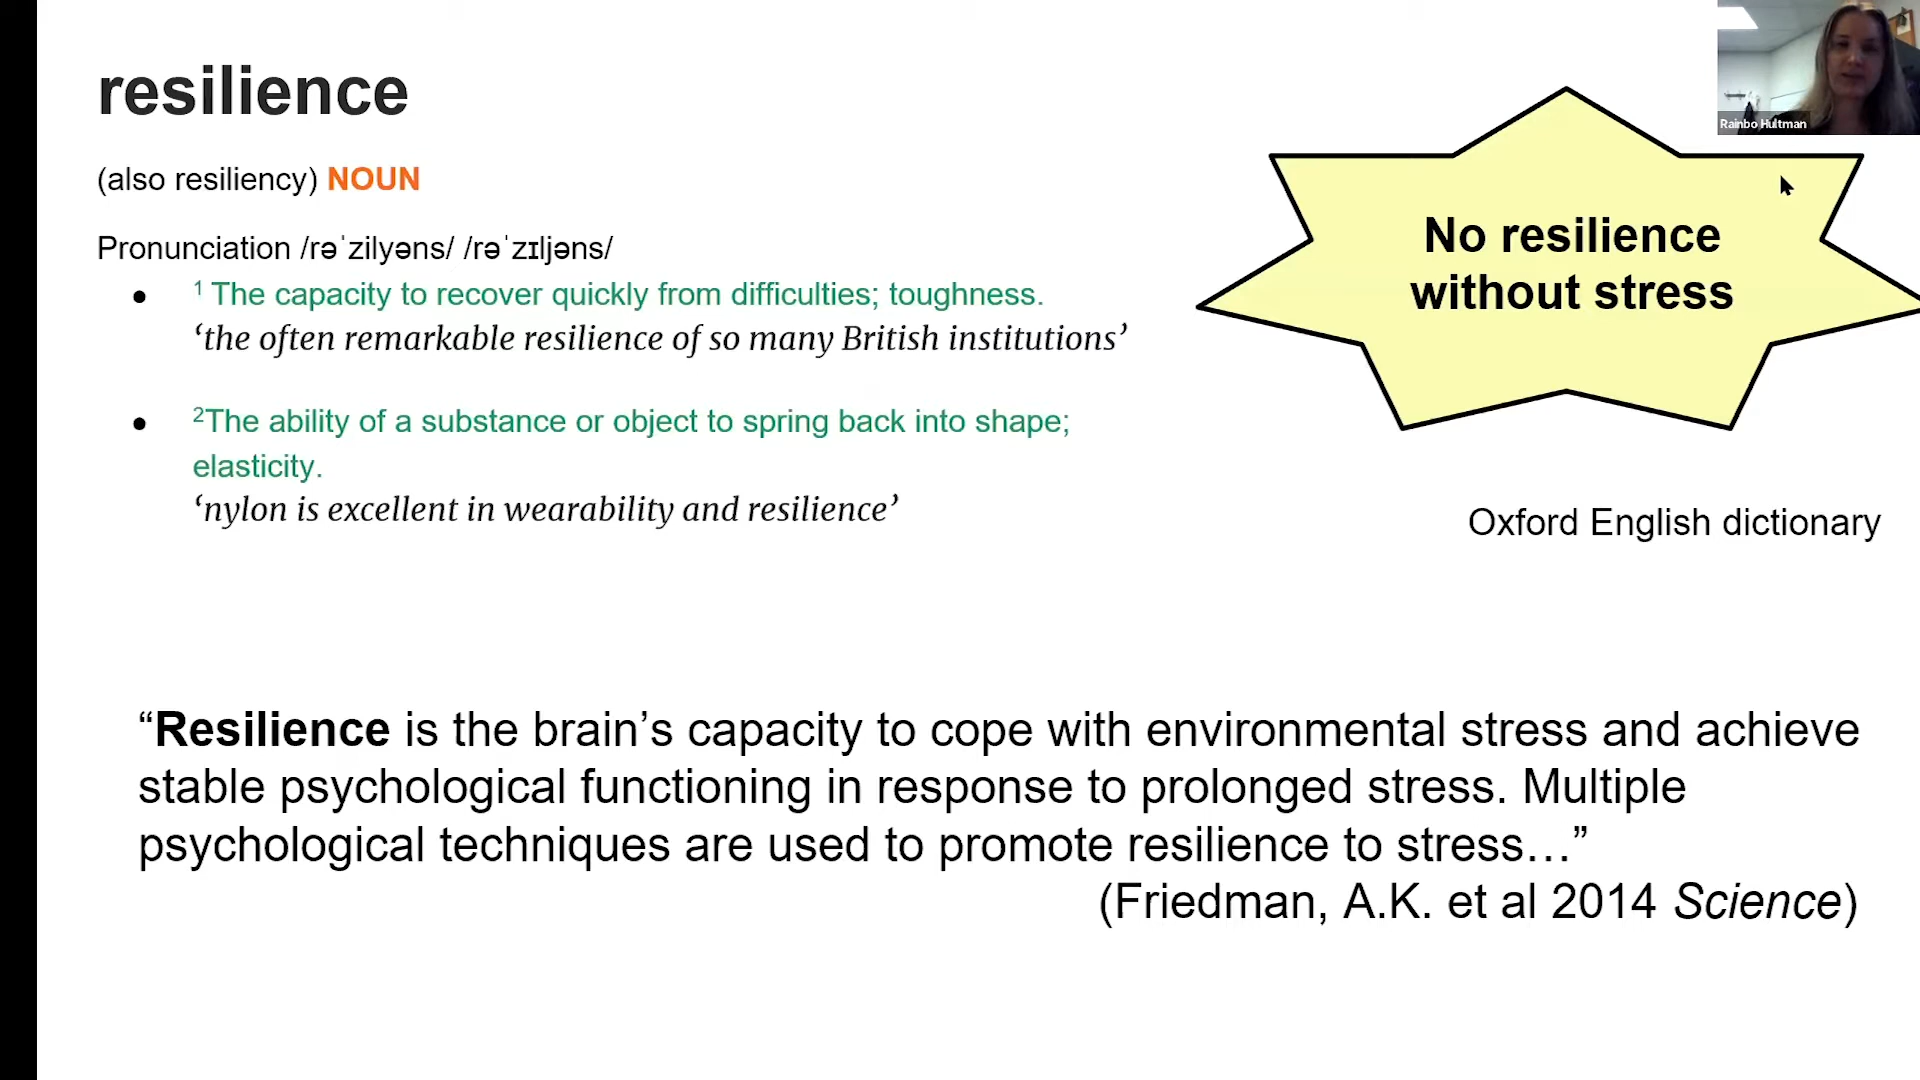 resilience
Rainbo Hultman
(also resiliency) NOUN
Pronunciation /rəˈzilyəns/ /rəˈzɪljəns/
• ¹ The capacity to recover quickly from difficulties; toughness.
‘the often remarkable resilience of so many British institutions’
• ²The ability of a substance or object to spring back into shape;
elasticity.
‘nylon is excellent in wearability and resilience’
No resilience
without stress
Oxford English dictionary
“Resilience is the brain’s capacity to cope with environmental stress and achieve
stable psychological functioning in response to prolonged stress. Multiple
psychological techniques are used to promote resilience to stress…”
(Friedman, A.K. et al 2014 Science)